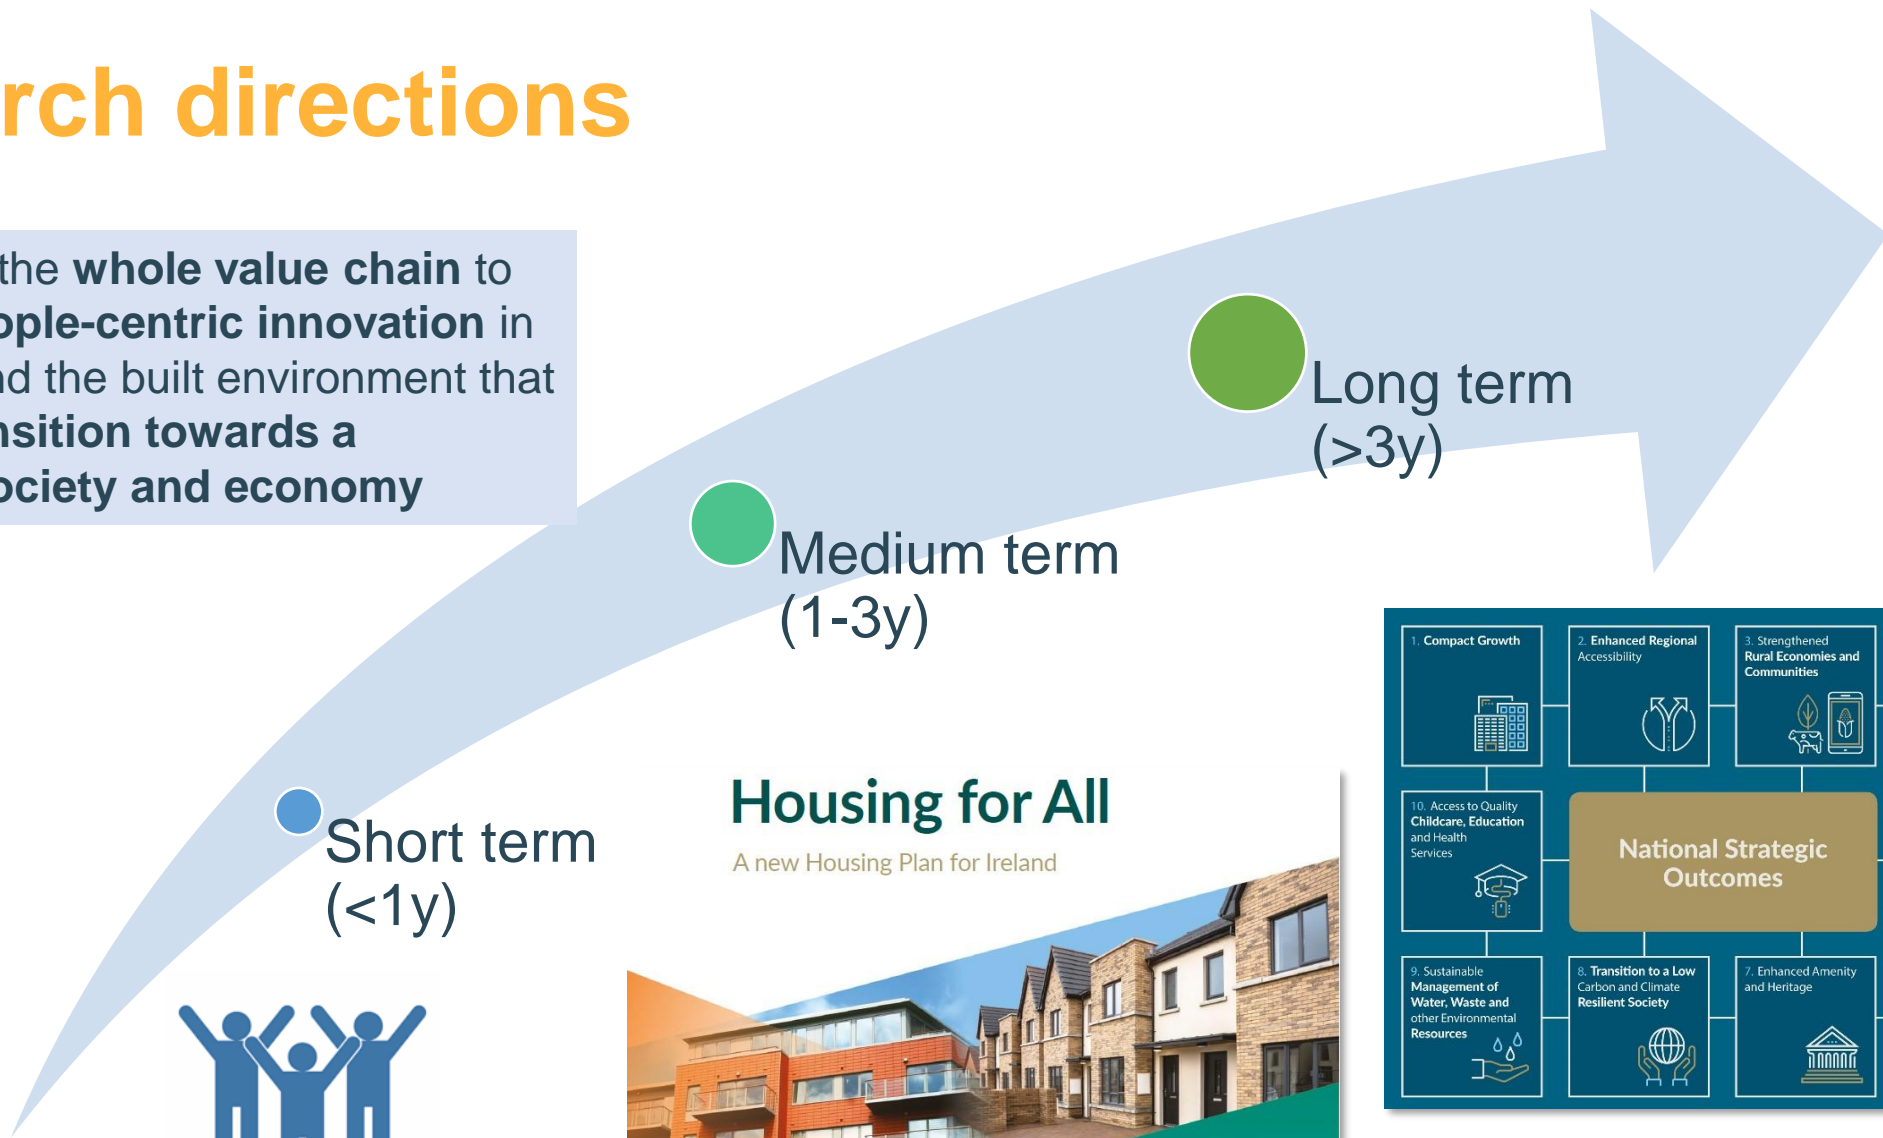 rch directions
the whole value chain to
ople-centric innovation in
nd the built environment that
nsition towards a
ociety and economy
Long term
(>3y)
Medium term
(1-3y)
Short term
(<1y)
Housing for All
A new Housing Plan for Ireland
1. Compact Growth
2. Enhanced Regional
Accessibility
3. Strengthened
Rural Economies and
Communities
10. Access to Quality
Childcare, Education
and Health
Services
National Strategic
Outcomes
9. Sustainable
Management of
Water, Waste and
other Environmental
Resources
8. Transition to a Low
Carbon and Climate
Resilient Society
7. Enhanced Amenity
and Heritage